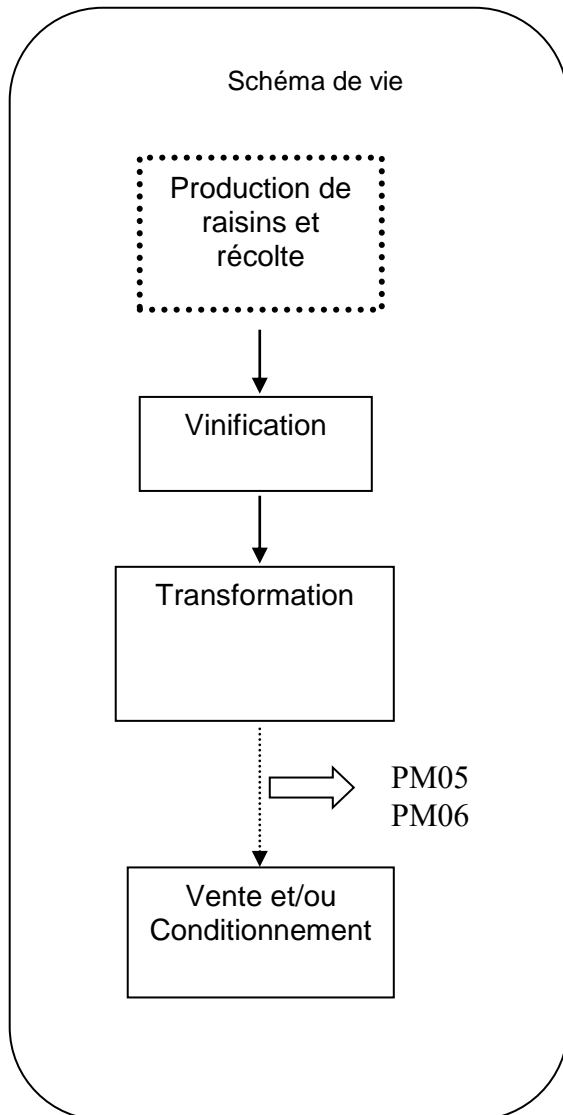 Schéma de vie
Production de
raisins et
récolte
Vinification
Transformation
PM05
PM06
Vente et/ou
Conditionnement